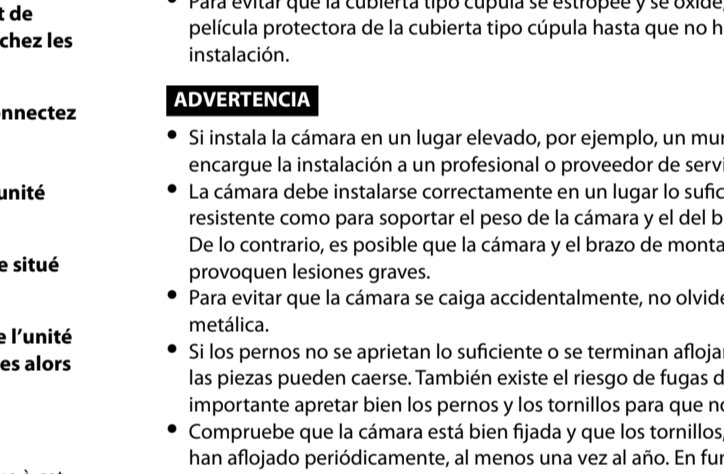 t de
chez les
onnectez
unité
e situé
e l’unité
es alors
Para evitar que la cubierta tipo cúpula se estropee y se oxide,
película protectora de la cubierta tipo cúpula hasta que no h
instalación.
ADVERTENCIA
• Si instala la cámara en un lugar elevado, por ejemplo, un mur
encargue la instalación a un profesional o proveedor de servi
• La cámara debe instalarse correctamente en un lugar lo sufic
resistente como para soportar el peso de la cámara y el del b
De lo contrario, es posible que la cámara y el brazo de monta
provoquen lesiones graves.
• Para evitar que la cámara se caiga accidentalmente, no olvide
metálica.
• Si los pernos no se aprietan lo suficiente o se terminan afloja
las piezas pueden caerse. También existe el riesgo de fugas d
importante apretar bien los pernos y los tornillos para que no
• Compruebe que la cámara está bien fijada y que los tornillos,
han aflojado periódicamente, al menos una vez al año. En fun